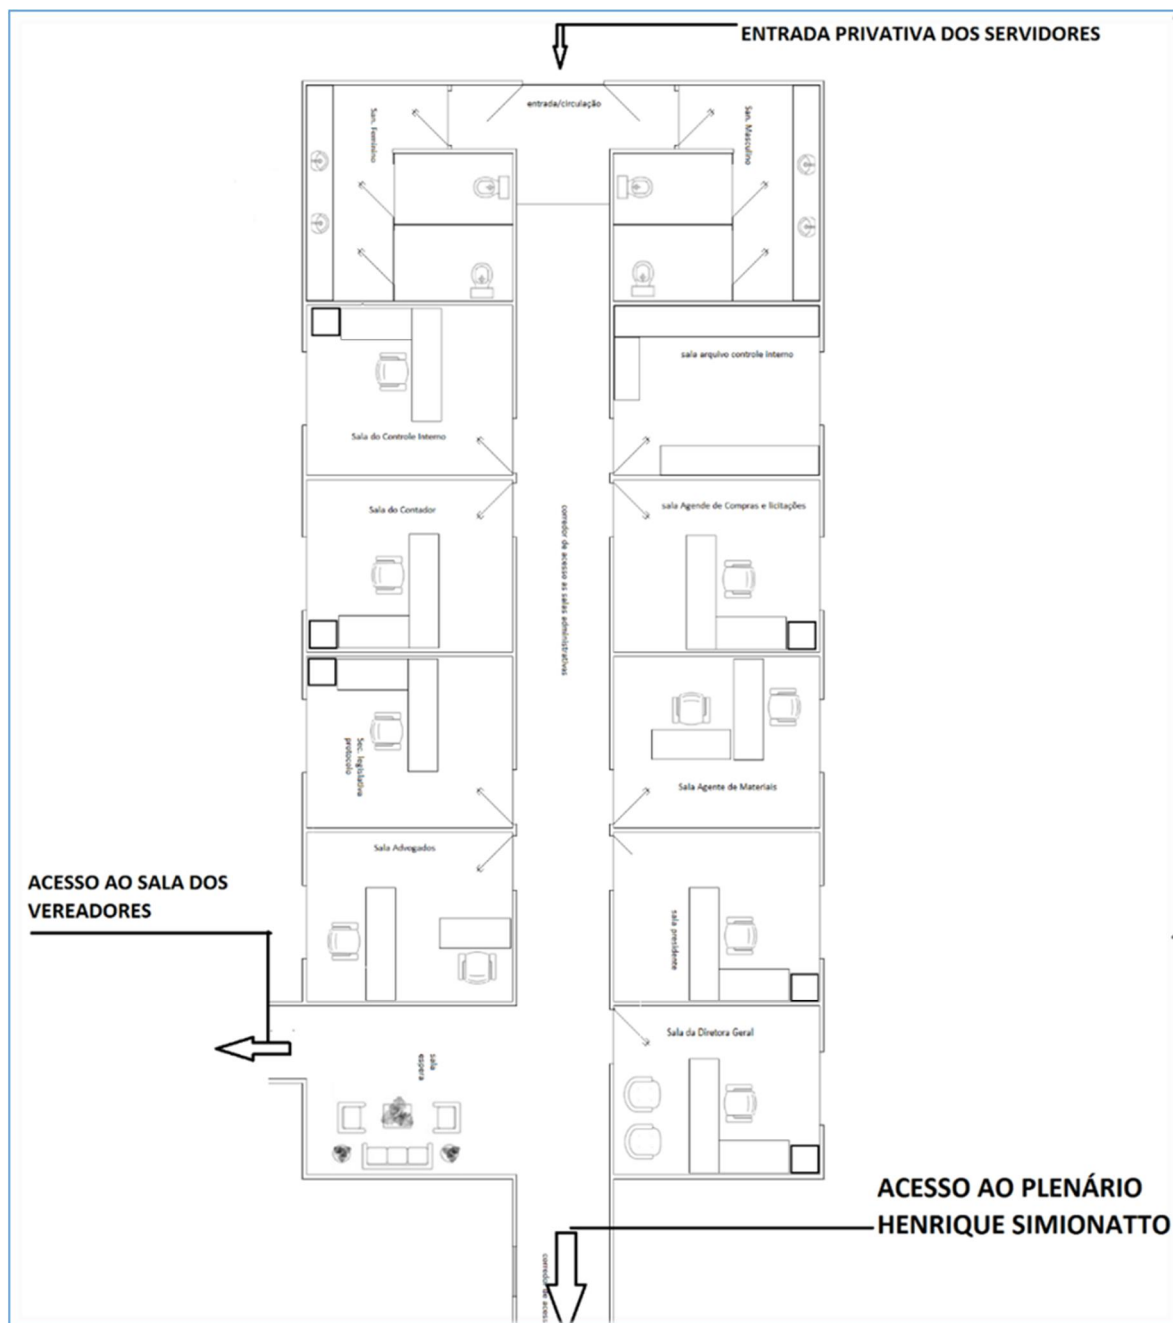 ENTRADA PRIVATIVA DOS SERVIDORES
entrada/circulação
San. Feminino
San. Masculino
sala arquivo controle interno
Sala do Controle Interno
Sala do Contador
sala Agende de Compras e licitações
corredor de acesso as salas administrativas
Sec. legislativa
protocolo
Sala Agente de Materiais
Sala Advogados
ACESSO AO SALA DOS
VEREADORES
sala presidente
Sala da Diretora Geral
sala
espera
ACESSO AO PLENÁRIO
HENRIQUE SIMIONATTO
corredor de acess